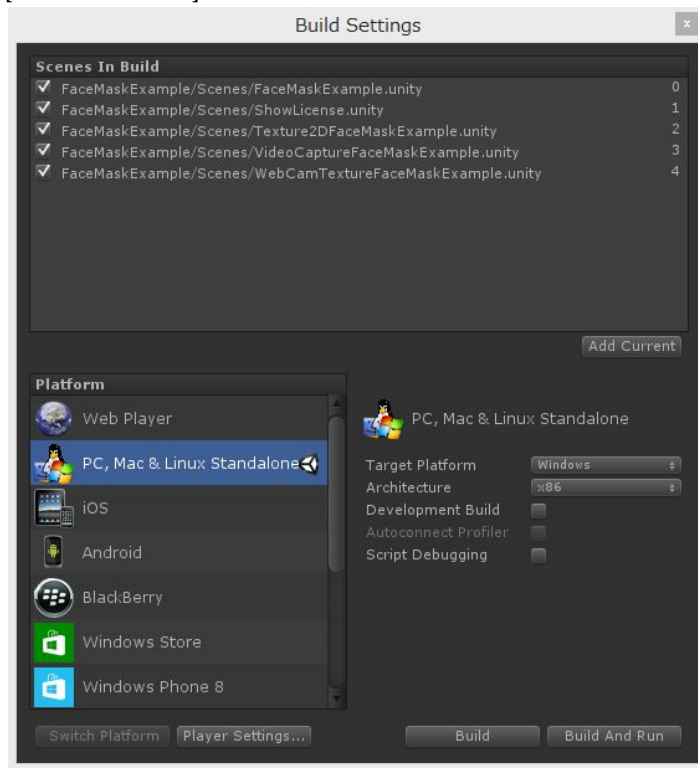 Build Settings
x
Scenes In Build
FaceMaskExample/Scenes/FaceMaskExample.unity 0
FaceMaskExample/Scenes/ShowLicense.unity 1
FaceMaskExample/Scenes/Texture2DFaceMaskExample.unity 2
FaceMaskExample/Scenes/VideoCaptureFaceMaskExample.unity 3
FaceMaskExample/Scenes/WebCamTextureFaceMaskExample.unity 4
Add Current
Platform
Web Player
PC, Mac & Linux Standalone
iOS
Android
BlackBerry
Windows Store
Windows Phone 8
PC, Mac & Linux Standalone
Target Platform Windows
Architecture x86
Development Build
Autoconnect Profiler
Script Debugging
Switch Platform Player Settings... Build Build And Run